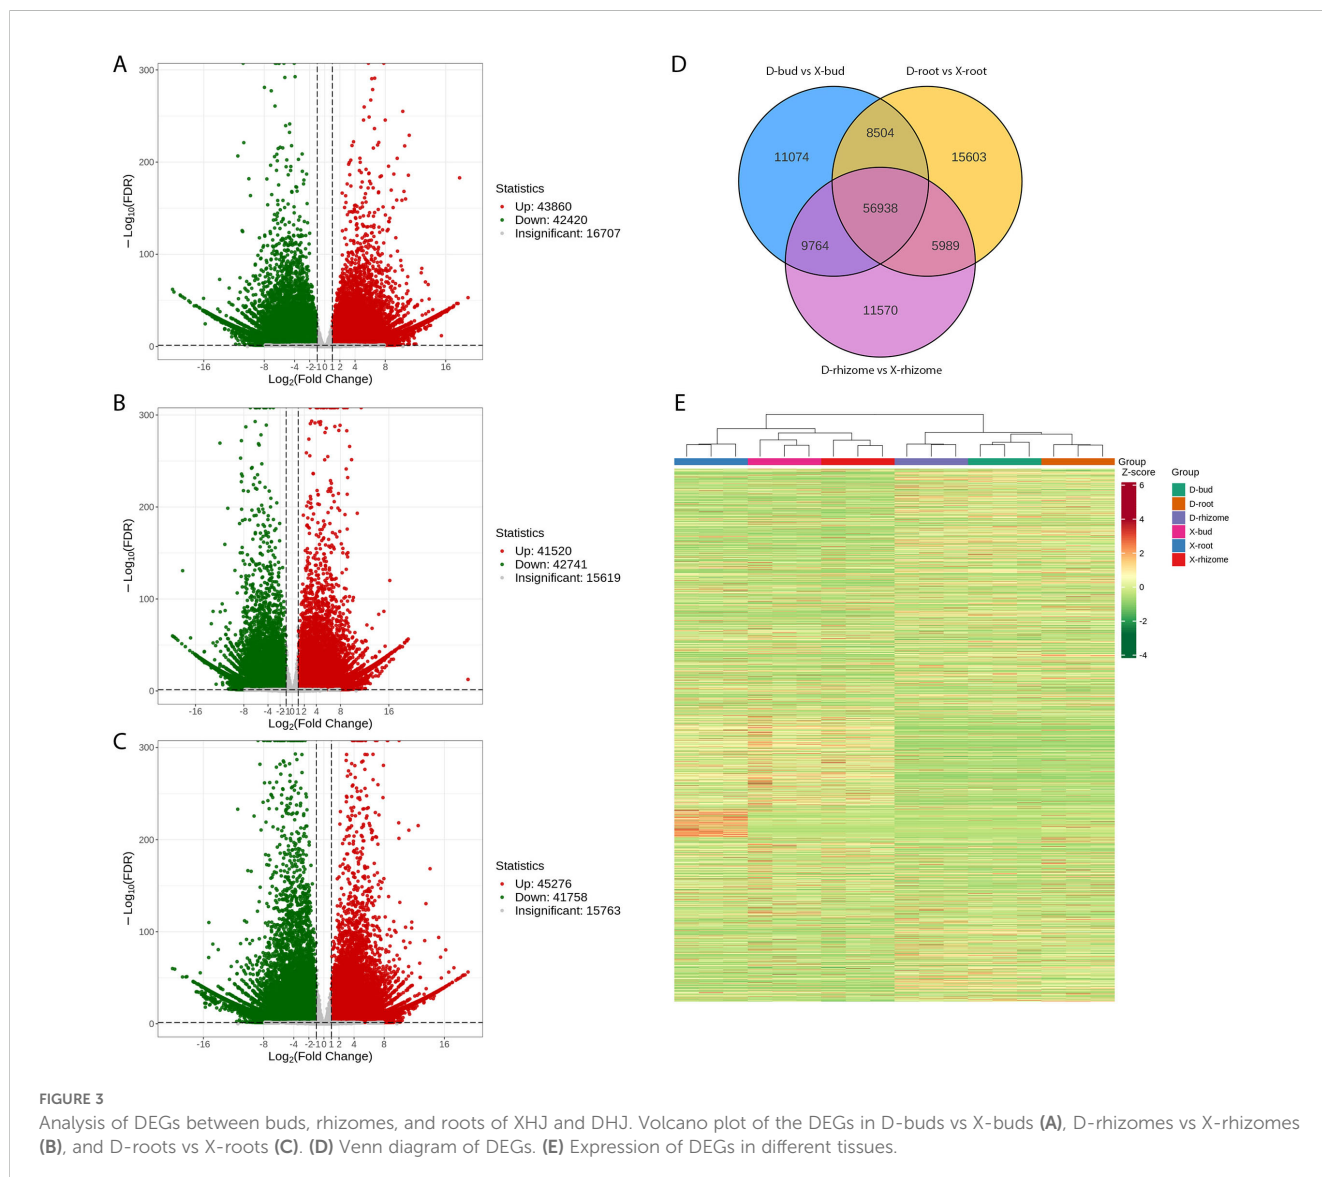 A
300
200
100
0
− Log10(FDR)
-16
-8
-4
-2
-1
0
1
2
4
8
16
Log2(Fold Change)
Statistics
Up: 43860
Down: 42420
Insignificant: 16707
B
300
200
100
0
− Log10(FDR)
-16
-8
-4
-2
-1
0
1
2
4
8
16
Log2(Fold Change)
Statistics
Up: 41520
Down: 42741
Insignificant: 15619
C
300
200
100
0
− Log10(FDR)
-16
-8
-4
-2
-1
0
1
2
4
8
16
Log2(Fold Change)
Statistics
Up: 45276
Down: 41758
Insignificant: 15763
D
D-bud vs X-bud
D-root vs X-root
8504
11074
15603
56938
9764
5989
11570
D-rhizome vs X-rhizome
E
Group
Z-score
6
4
2
0
-2
-4
Group
D-bud
D-root
D-rhizome
X-bud
X-root
X-rhizome
FIGURE 3
Analysis of DEGs between buds, rhizomes, and roots of XHJ and DHJ. Volcano plot of the DEGs in D-buds vs X-buds (A), D-rhizomes vs X-rhizomes
(B), and D-roots vs X-roots (C). (D) Venn diagram of DEGs. (E) Expression of DEGs in different tissues.